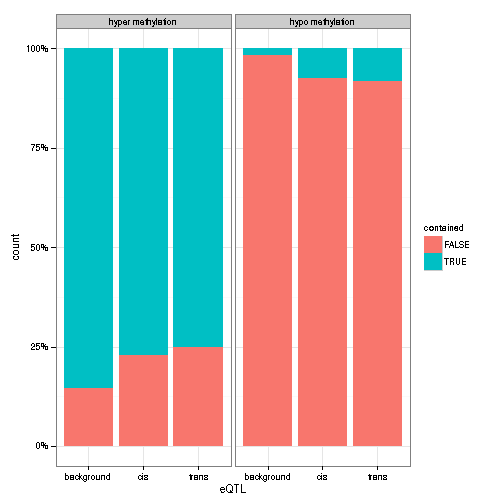 hyper methylation
hypo methylation
100%
75%
50%
25%
0%
count
background
cis
trans
background
cis
trans
eQTL
contained
FALSE
TRUE